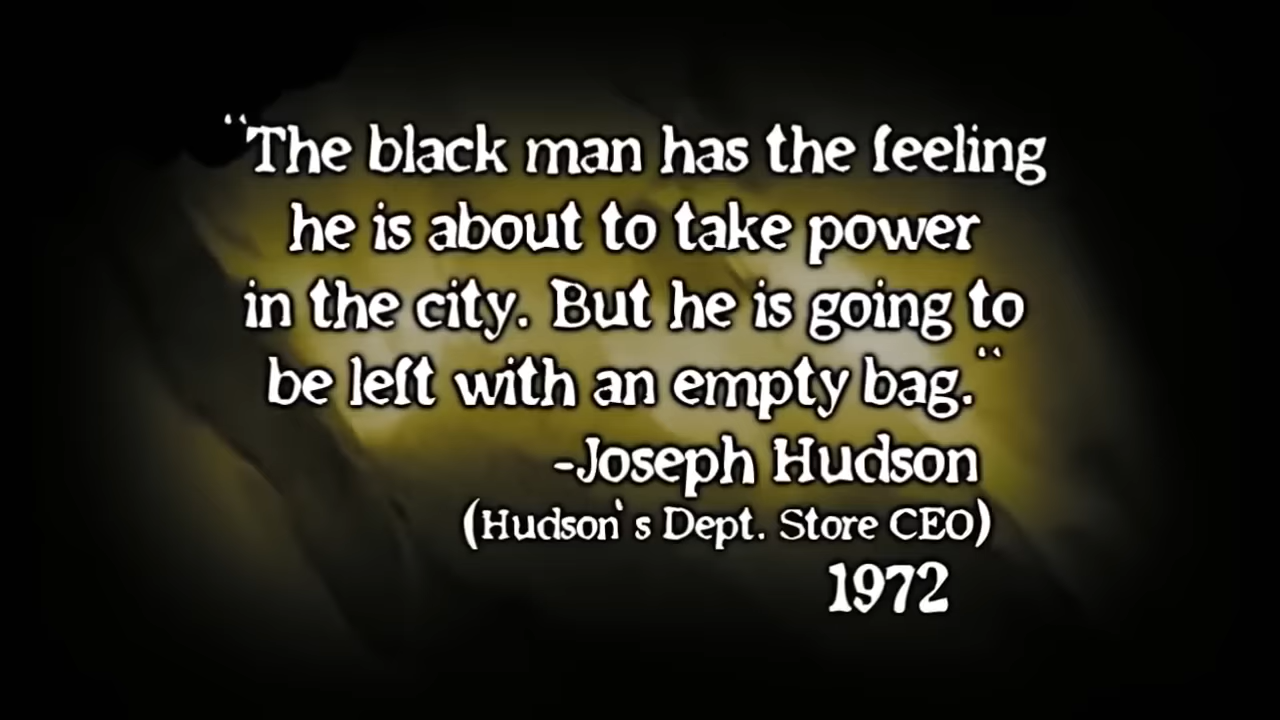 “The black man has the feeling
he is about to take power
in the city. But he is going to
be left with an empty bag.“
-Joseph Hudson
(Hudson's Dept. Store CEO)
1972